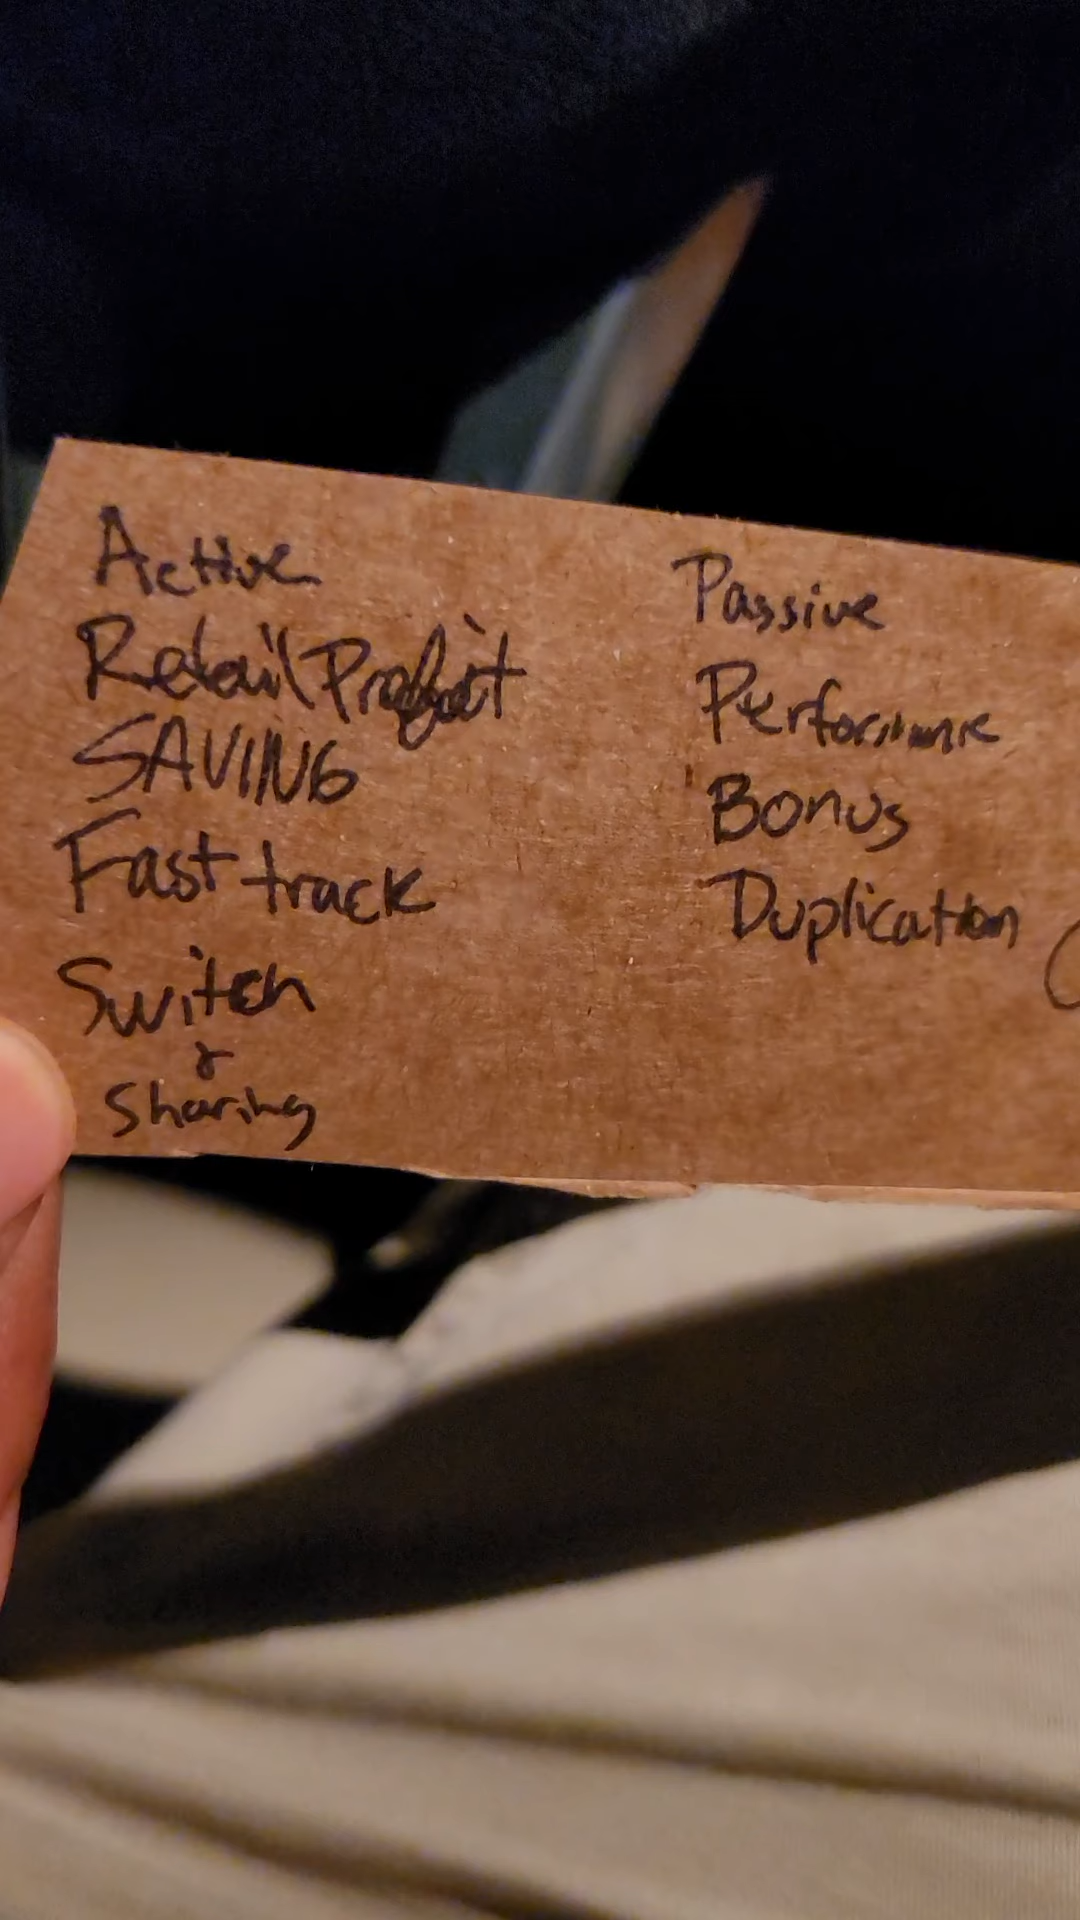 Active
Retail Profit
SAVING
Fast track
Switch
&
Sharing
Passive
Performance
Bonus
Duplication